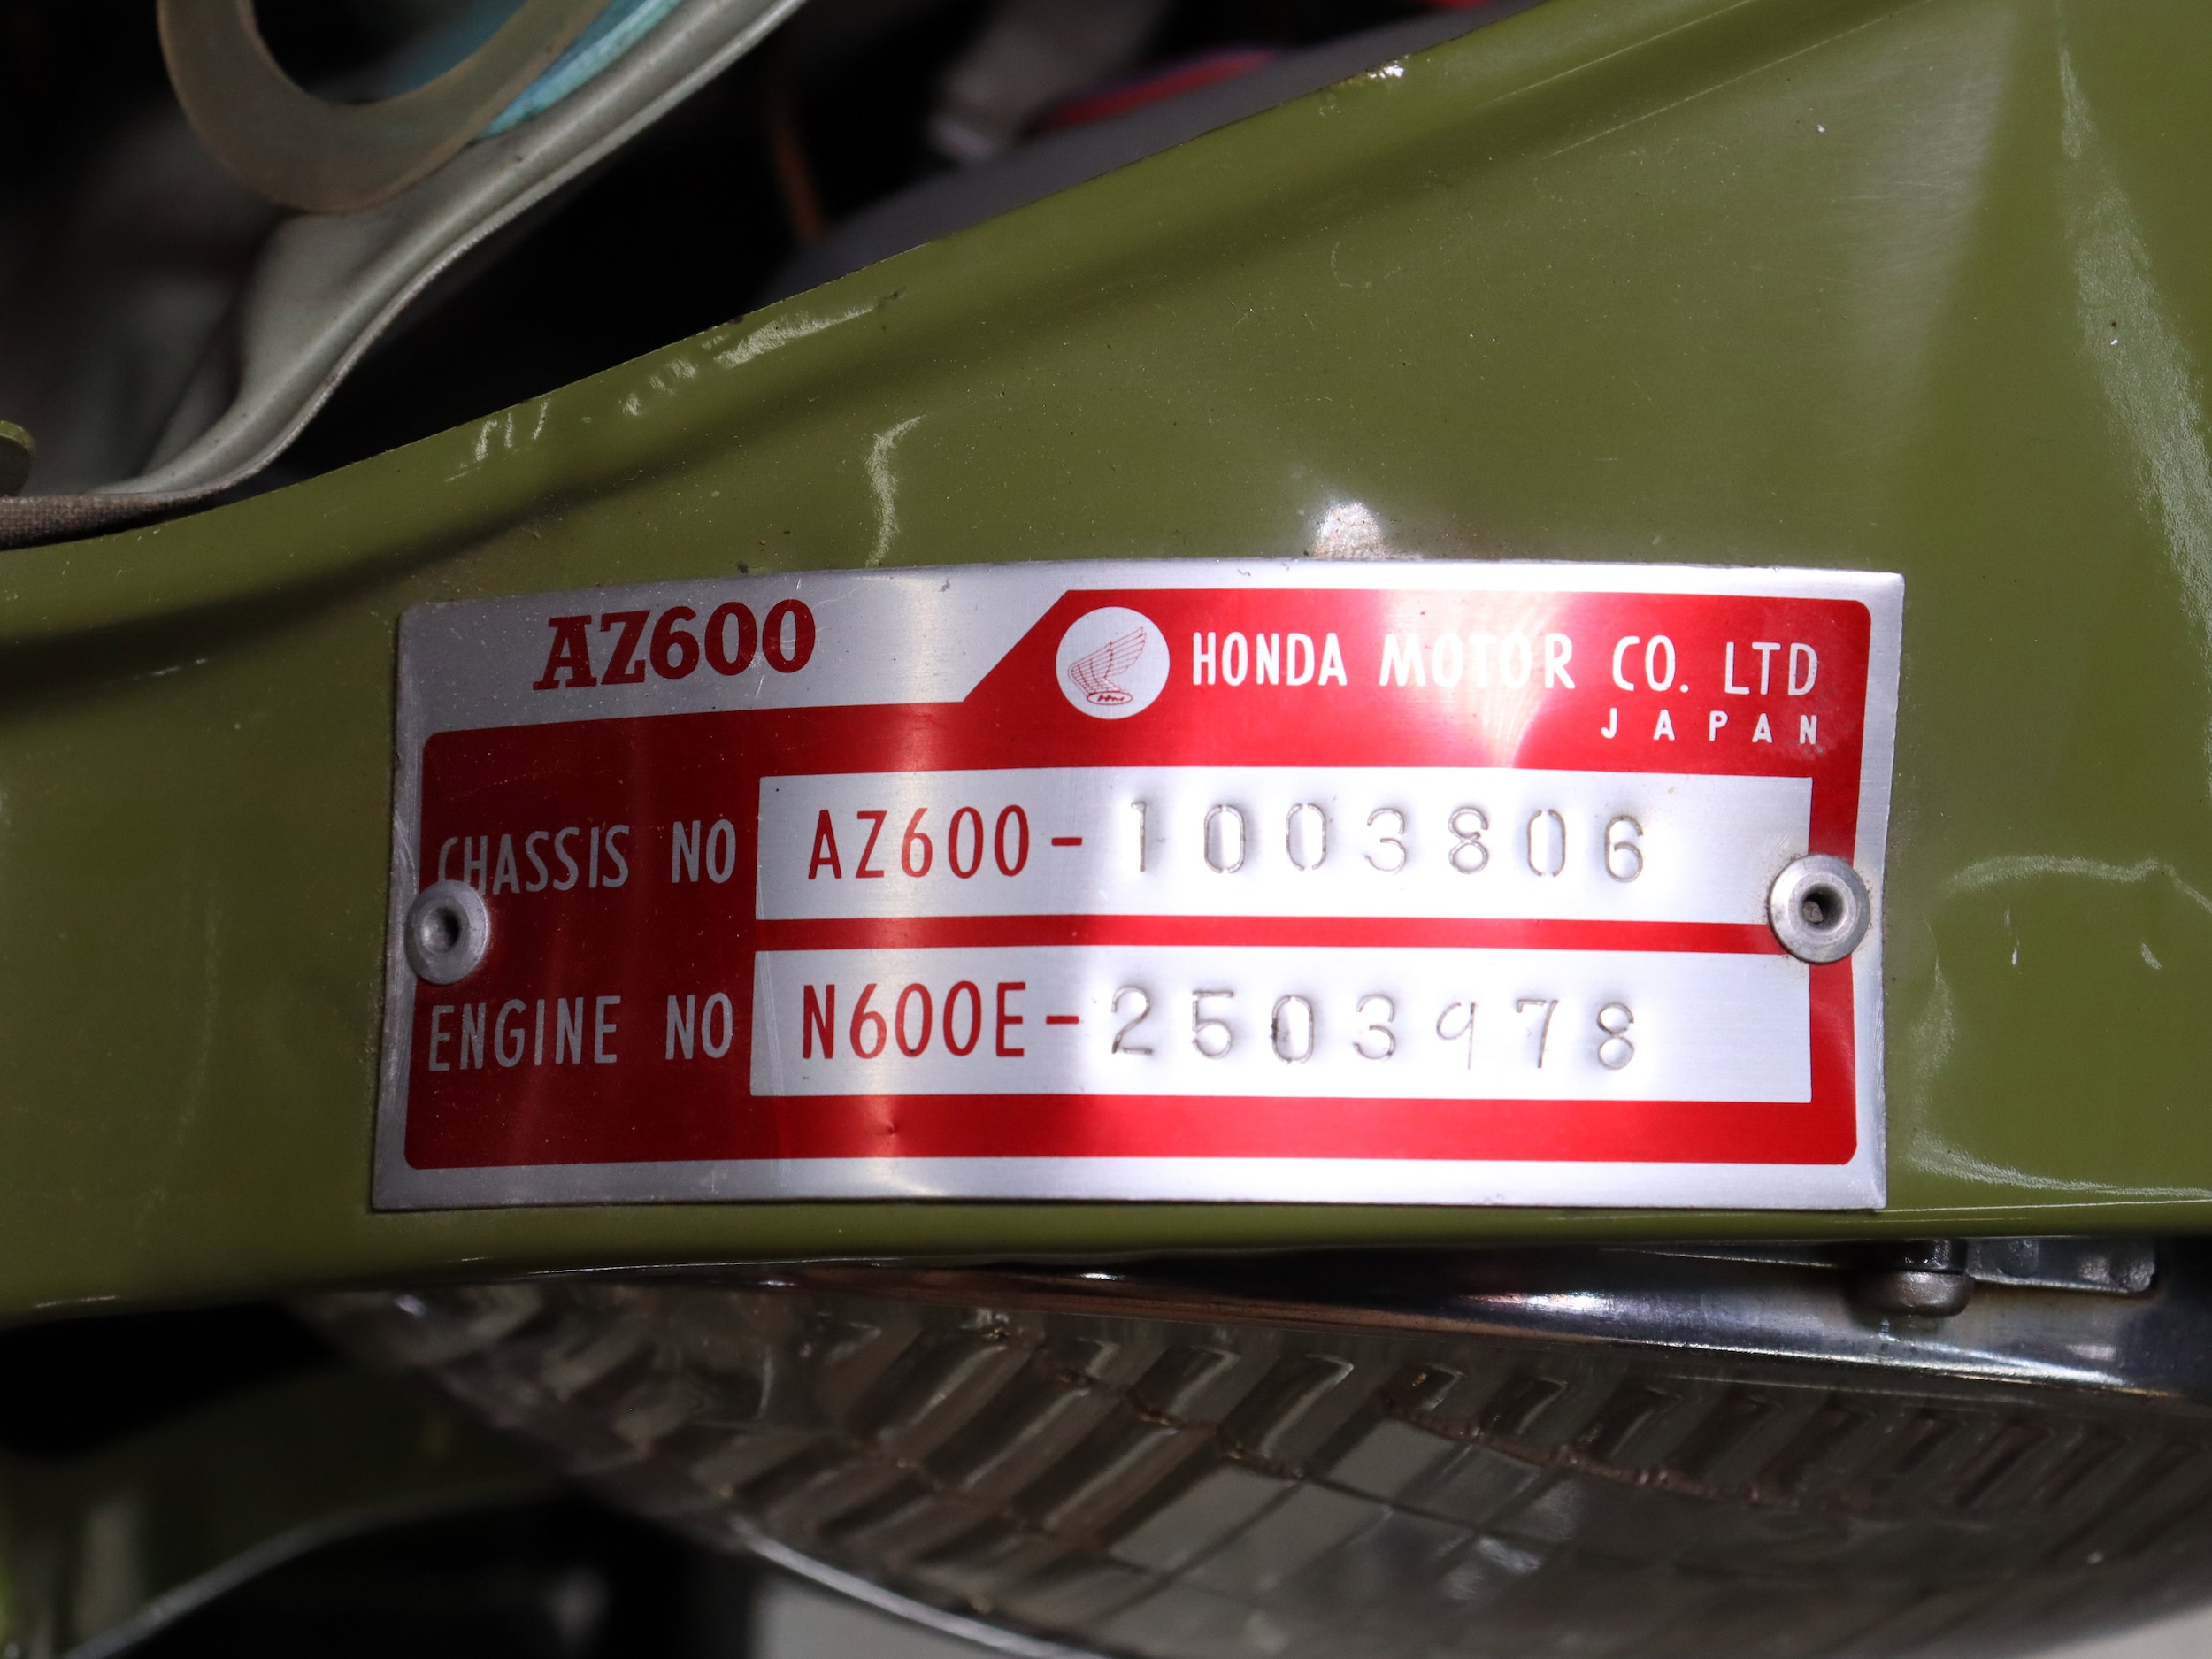 AZ600
HONDA MOTOR CO. LTD
JAPAN
CHASSIS NO AZ600-1003806
ENGINE NO N600E-2503978